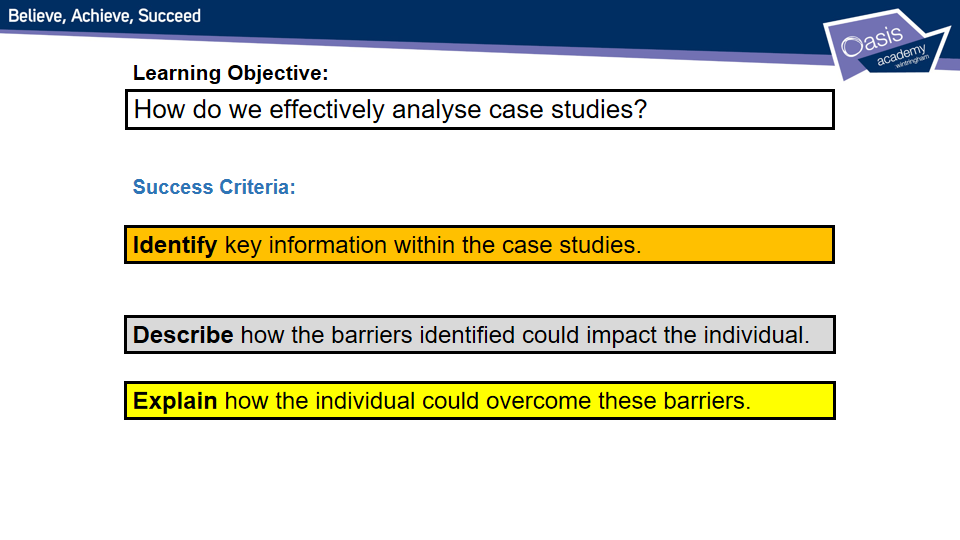 Believe, Achieve, Succeed
Oasis
academy
wintringham
Learning Objective:
How do we effectively analyse case studies?
Success Criteria:
Identify key information within the case studies.
Describe how the barriers identified could impact the individual.
Explain how the individual could overcome these barriers.